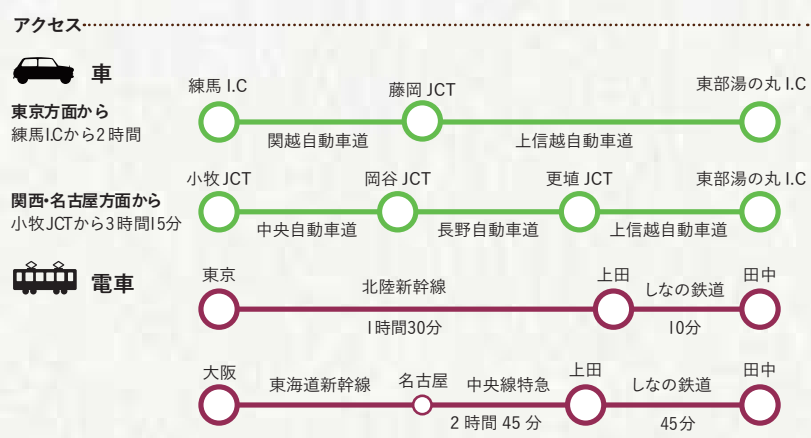 アクセス
車
東京方面から
練馬I.Cから2時間
練馬 I.C
藤岡 JCT
東部湯の丸 I.C
関越自動車道
上信越自動車道
関西・名古屋方面から
小牧JCTから3時間15分
小牧 JCT
岡谷 JCT
更埴 JCT
東部湯の丸 I.C
中央自動車道
長野自動車道
上信越自動車道
電車
東京
北陸新幹線
上田
しなの鉄道
田中
1時間30分
10分
大阪
東海道新幹線
名古屋
中央線特急
上田
しなの鉄道
田中
2 時間 45 分
45分